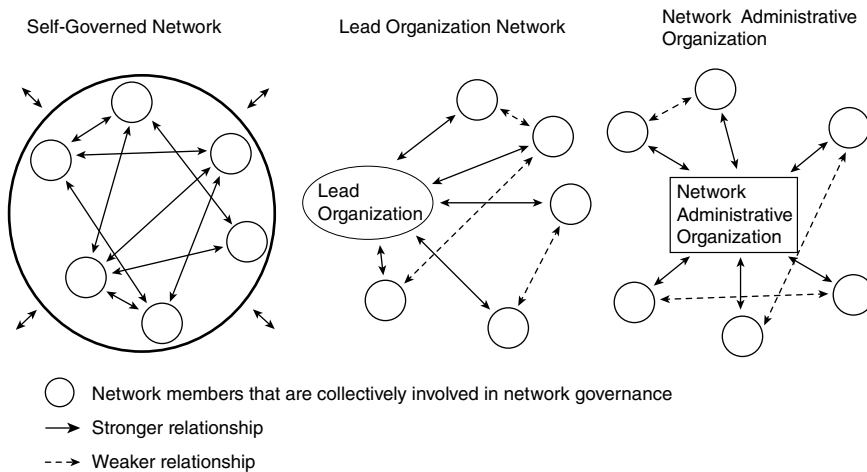 Self-Governed Network
Lead Organization Network
Network Administrative
Organization
Lead
Organization
Network
Administrative
Organization
Network members that are collectively involved in network governance
Stronger relationship
Weaker relationship